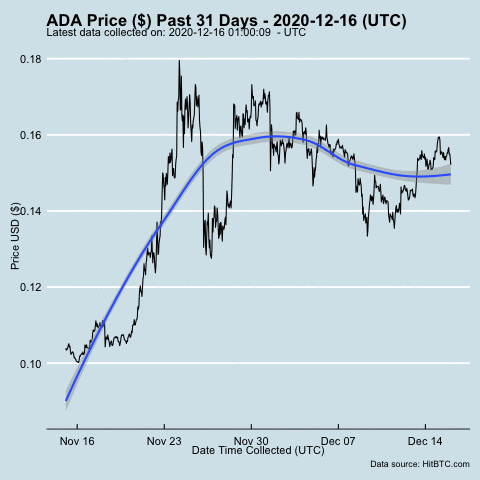 ADA Price ($) Past 31 Days - 2020-12-16 (UTC)
Latest data collected on: 2020-12-16 01:00:09  - UTC
0.18
0.16
0.14
0.12
0.10
Price USD ($)
Nov 16 Nov 23 Nov 30 Dec 07 Dec 14
Date Time Collected (UTC)
Data source: HitBTC.com